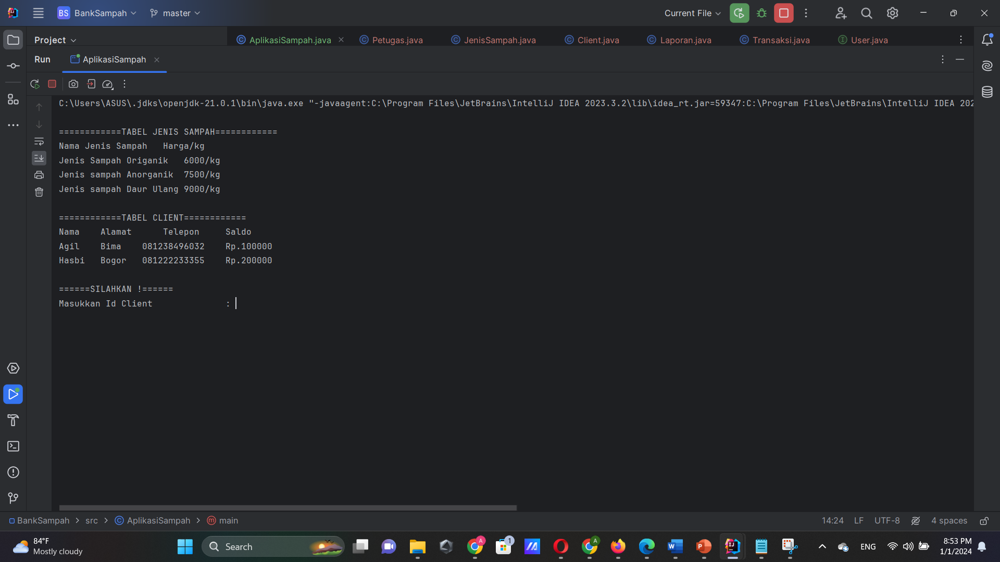 BS BankSampah master Current File
Project AplikasiSampah.java Petugas.java JenisSampah.java Client.java Laporan.java Transaksi.java User.java
Run AplikasiSampah
C:\Users\ASUS\.jdks\openjdk-21.0.1\bin\java.exe "-javaagent:C:\Program Files\JetBrains\IntelliJ IDEA 2023.3.2\lib\idea_rt.jar=59347:C:\Program Files\JetBrains\IntelliJ IDEA 202
============TABEL JENIS SAMPAH============
Nama Jenis Sampah   Harga/kg
Jenis Sampah Origanik   6000/kg
Jenis sampah Anorganik  7500/kg
Jenis sampah Daur Ulang 9000/kg
============TABEL CLIENT============
Nama    Alamat      Telepon     Saldo
Agil    Bima    081238496032    Rp.100000
Hasbi   Bogor   081222233355    Rp.200000
======SILAHKAN !======
Masukkan Id Client              :
BankSampah > src > AplikasiSampah > main 14:24 LF UTF-8 4 spaces
84°F
Mostly cloudy
Search
ENG
8:53 PM
1/1/2024